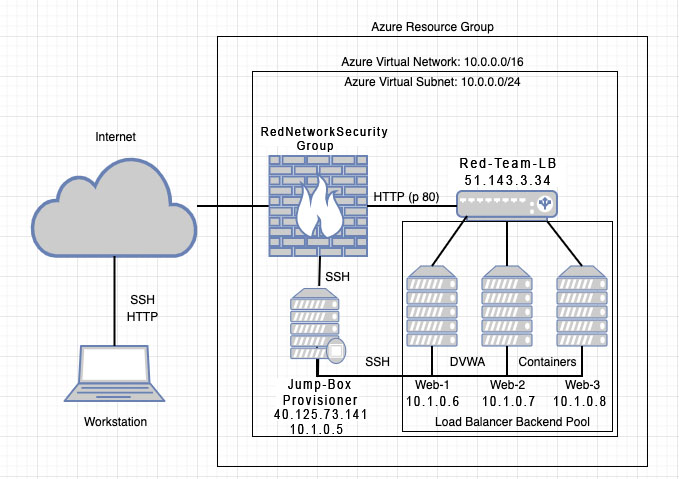 Azure Resource Group
Azure Virtual Network: 10.0.0.0/16
Azure Virtual Subnet: 10.0.0.0/24
Internet
RedNetworkSecurity
Group
Red-Team-LB
51.143.3.34
HTTP (p 80)
SSH
SSH
HTTP
SSH
DVWA
Containers
Jump-Box
Provisioner
40.125.73.141
10.1.0.5
Web-1
10.1.0.6
Web-2
10.1.0.7
Web-3
10.1.0.8
Load Balancer Backend Pool
Workstation